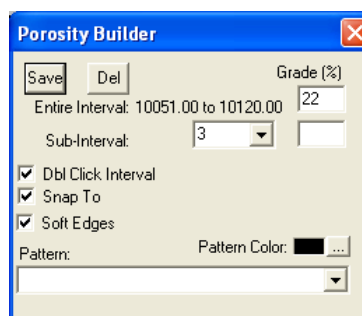 Porosity Builder
Save Del Grade (%)
Entire Interval: 10051.00 to 10120.00 22
Sub-Interval: 3
Dbl Click Interval
Snap To
Soft Edges
Pattern: Pattern Color: ...